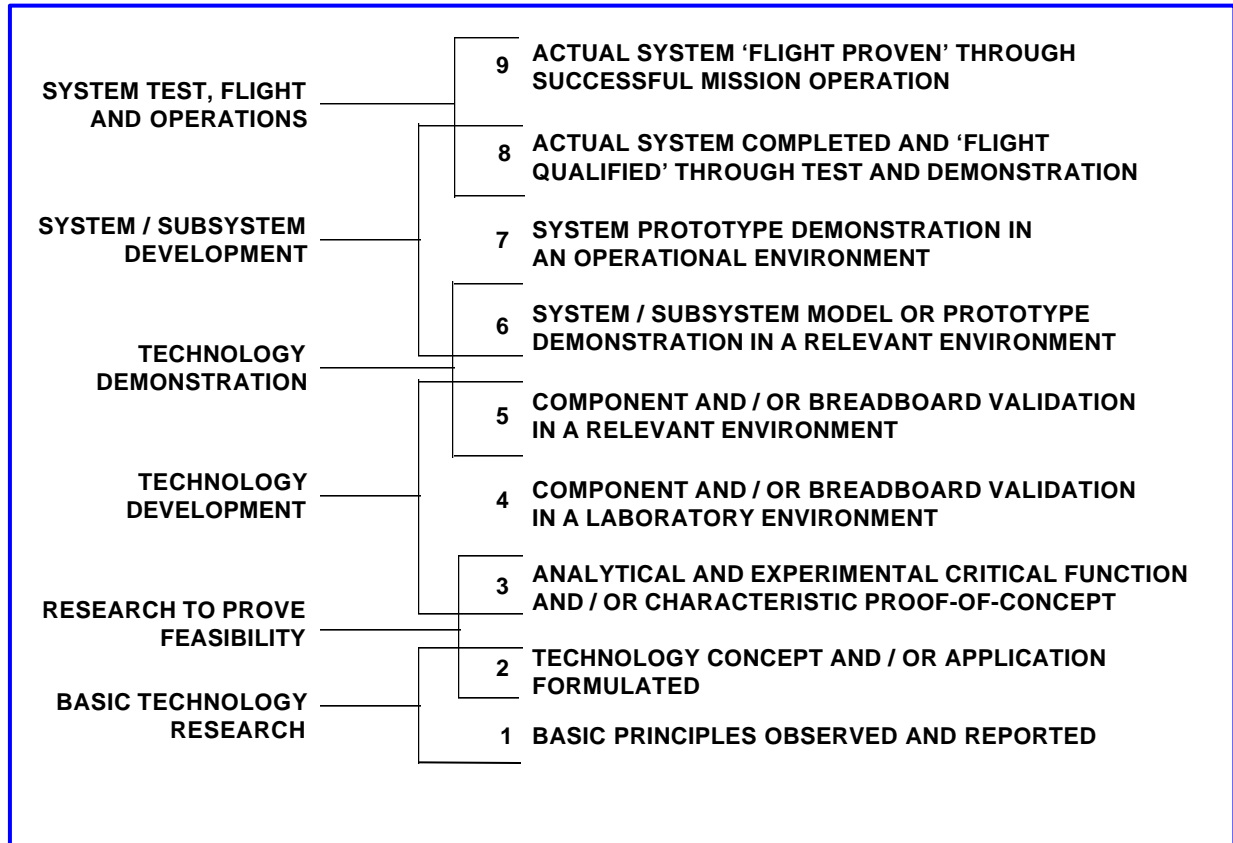 SYSTEM TEST, FLIGHT
AND OPERATIONS
SYSTEM / SUBSYSTEM
DEVELOPMENT
TECHNOLOGY
DEMONSTRATION
TECHNOLOGY
DEVELOPMENT
RESEARCH TO PROVE
FEASIBILITY
BASIC TECHNOLOGY
RESEARCH
9 ACTUAL SYSTEM ‘FLIGHT PROVEN’ THROUGH
SUCCESSFUL MISSION OPERATION
8 ACTUAL SYSTEM COMPLETED AND ‘FLIGHT
QUALIFIED’ THROUGH TEST AND DEMONSTRATION
7 SYSTEM PROTOTYPE DEMONSTRATION IN
AN OPERATIONAL ENVIRONMENT
6 SYSTEM / SUBSYSTEM MODEL OR PROTOTYPE
DEMONSTRATION IN A RELEVANT ENVIRONMENT
5 COMPONENT AND / OR BREADBOARD VALIDATION
IN A RELEVANT ENVIRONMENT
4 COMPONENT AND / OR BREADBOARD VALIDATION
IN A LABORATORY ENVIRONMENT
3 ANALYTICAL AND EXPERIMENTAL CRITICAL FUNCTION
AND / OR CHARACTERISTIC PROOF-OF-CONCEPT
2 TECHNOLOGY CONCEPT AND / OR APPLICATION
FORMULATED
1 BASIC PRINCIPLES OBSERVED AND REPORTED